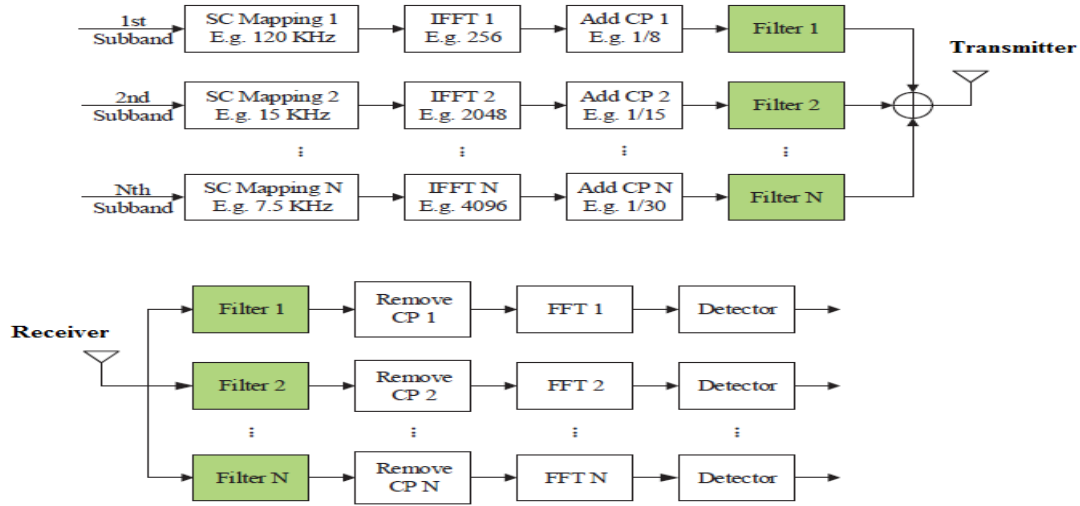 1st
Subband
SC Mapping 1
E.g. 120 KHz
IFFT 1
E.g. 256
Add CP 1
E.g. 1/8
Filter 1
Transmitter
2nd
Subband
SC Mapping 2
E.g. 15 KHz
IFFT 2
E.g. 2048
Add CP 2
E.g. 1/15
Filter 2
Nth
Subband
SC Mapping N
E.g. 7.5 KHz
IFFT N
E.g. 4096
Add CP N
E.g. 1/30
Filter N
Receiver
Filter 1
Remove
CP 1
FFT 1
Detector
Filter 2
Remove
CP 2
FFT 2
Detector
Filter N
Remove
CP N
FFT N
Detector